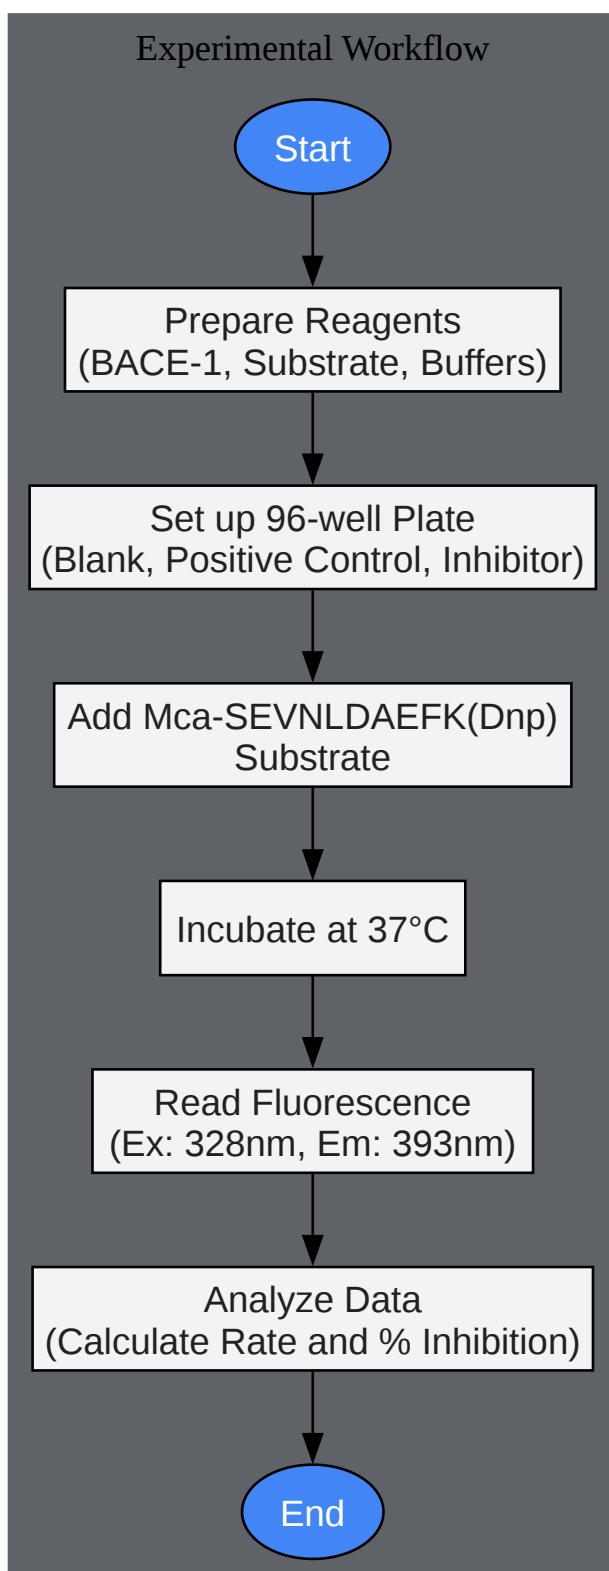 Experimental Workflow
Start
Prepare Reagents
(BACE-1, Substrate, Buffers)
Set up 96-well Plate
(Blank, Positive Control, Inhibitor)
Add Mca-SEVNLDAEFK(Dnp)
Substrate
Incubate at 37°C
Read Fluorescence
(Ex: 328nm, Em: 393nm)
Analyze Data
(Calculate Rate and % Inhibition)
End